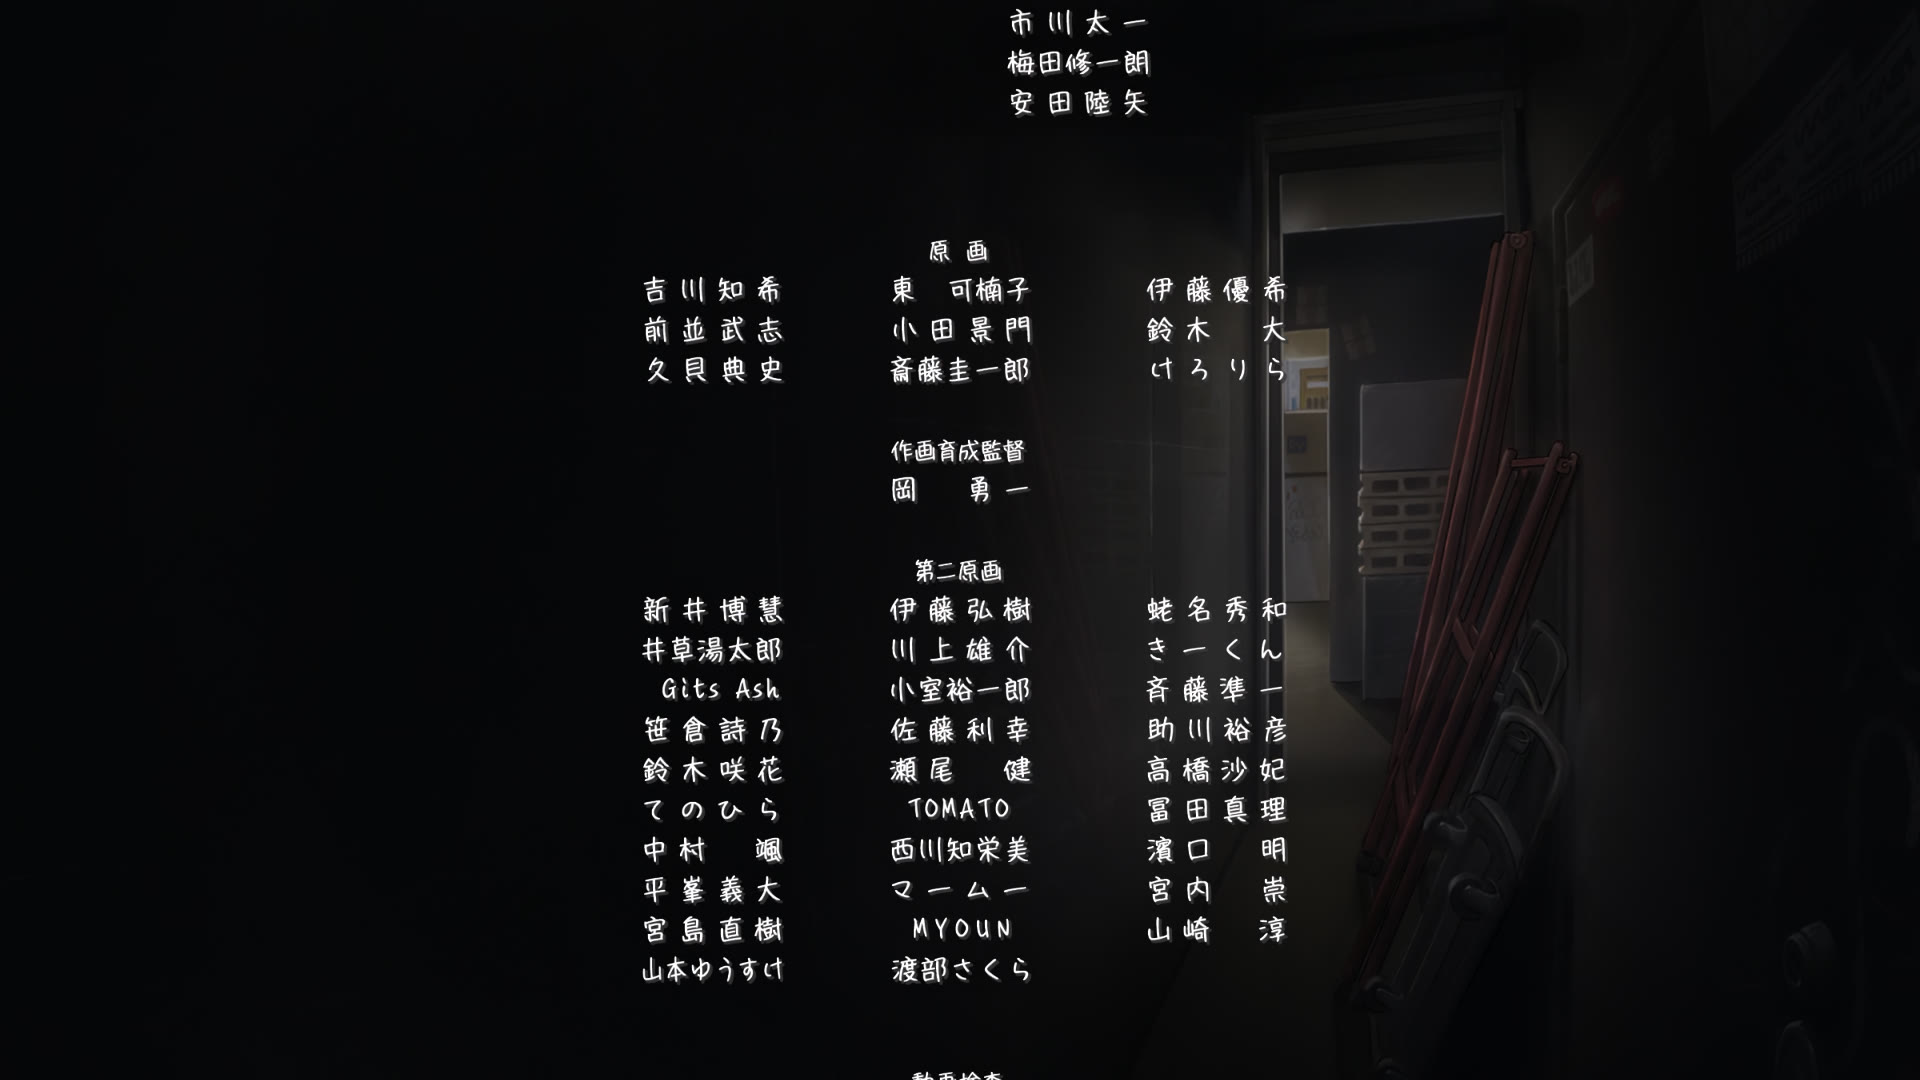 市川太一
梅田修一朗
安田陸矢
原画
吉川知希 東 可楠子 伊藤優希
前並武志 小田景門 鈴木 大
久貝典史 斎藤圭一郎 けろりら
作画育成監督
岡 勇一
第二原画
新井博慧 伊藤弘樹 蛯名秀和
井草湯太郎 川上雄介 きーくん
Gits Ash 小室裕一郎 斉藤準一
笹倉詩乃 佐藤利幸 助川裕彦
鈴木咲花 瀬尾 健 高橋沙妃
てのひら TOMATO 冨田真理
中村 颯 西川知栄美 濱口 明
平峯義大 マームー 宮内 崇
宮島直樹 MYOUN 山崎 淳
山本ゆうすけ 渡部さくら
動画検査